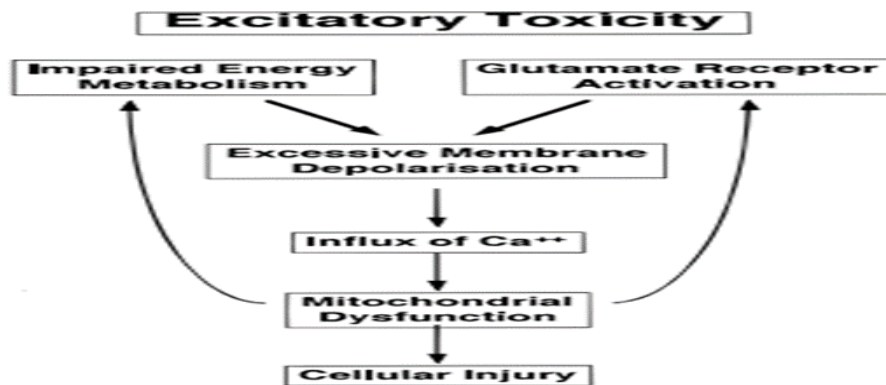 Excitatory Toxicity
Impaired Energy
Metabolism
Glutamate Receptor
Activation
Excessive Membrane
Depolarisation
Influx of Ca⁺⁺
Mitochondrial
Dysfunction
Cellular Injury